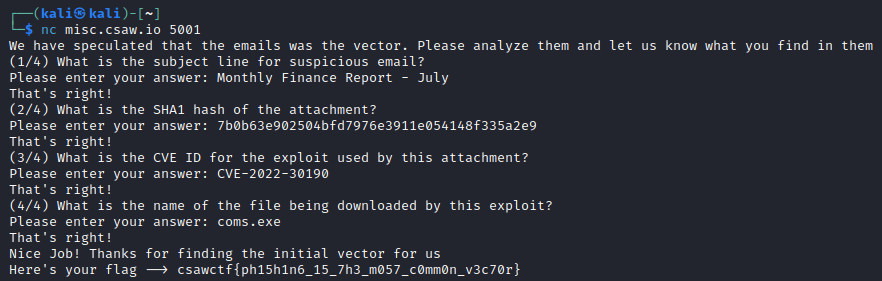 ┌──(kali㉿kali)-[~]
└─$ nc misc.csaw.io 5001
We have speculated that the emails was the vector. Please analyze them and let us know what you find in them
(1/4) What is the subject line for suspicious email?
Please enter your answer: Monthly Finance Report - July
That's right!
(2/4) What is the SHA1 hash of the attachment?
Please enter your answer: 7b0b63e902504bfd7976e3911e054148f335a2e9
That's right!
(3/4) What is the CVE ID for the exploit used by this attachment?
Please enter your answer: CVE-2022-30190
That's right!
(4/4) What is the name of the file being downloaded by this exploit?
Please enter your answer: coms.exe
That's right!
Nice Job! Thanks for finding the initial vector for us
Here's your flag —> csawctf{ph15h1n6_15_7h3_m057_c0mm0n_v3c70r}